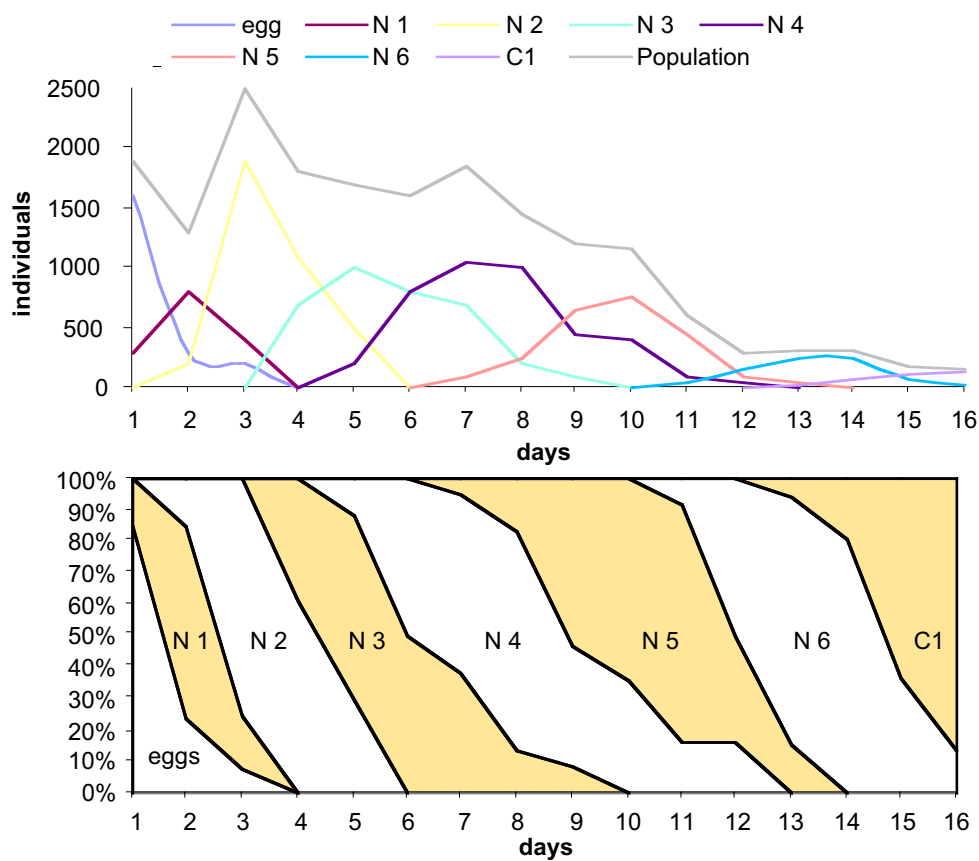 egg N 1 N 2 N 3 N 4
N 5 N 6 C1 Population
2500
2000
1500
1000
500
0
individuals
1 2 3 4 5 6 7 8 9 10 11 12 13 14 15 16
days
100%
90%
80%
70%
60%
50%
40%
30%
20%
10%
0%
N 1 N 2 N 3 N 4 N 5 N 6 C1
eggs
1 2 3 4 5 6 7 8 9 10 11 12 13 14 15 16
days